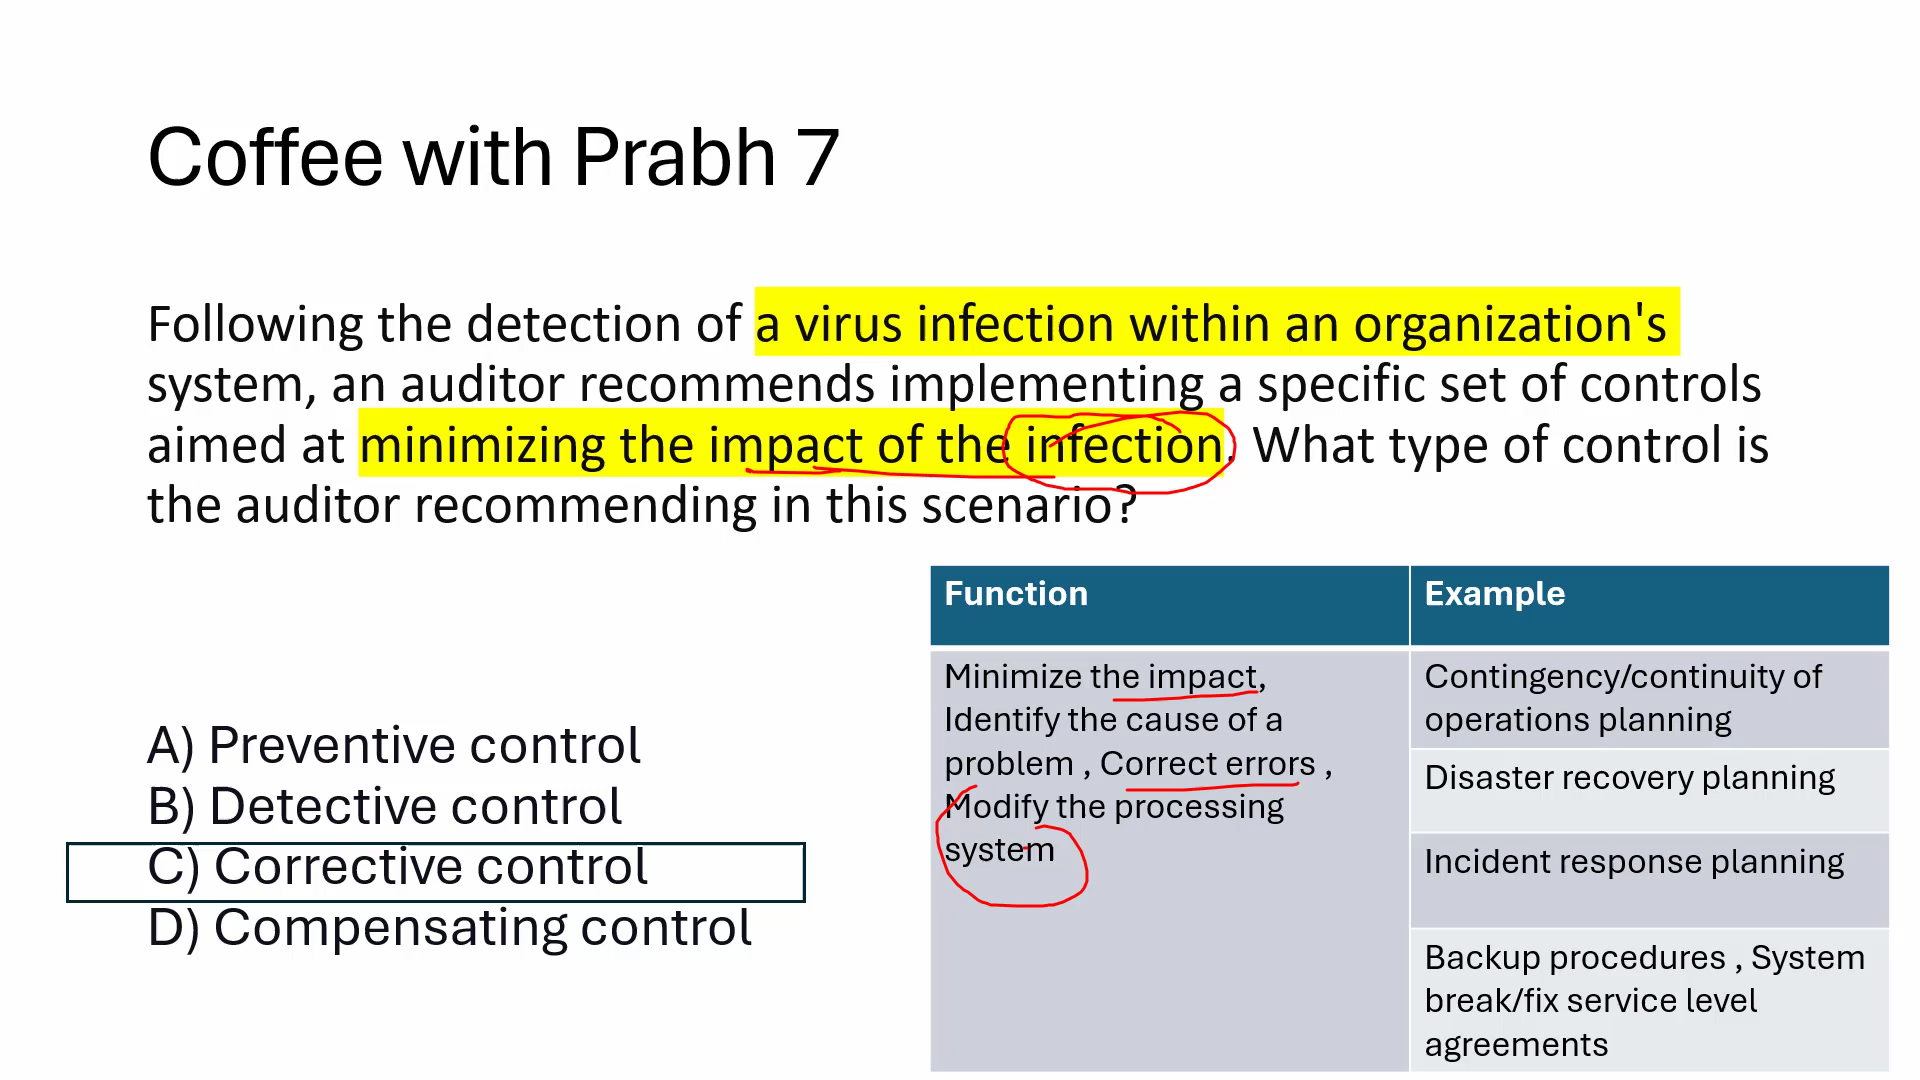 Coffee with Prabh 7
Following the detection of a virus infection within an organization's
system, an auditor recommends implementing a specific set of controls
aimed at minimizing the impact of the infection. What type of control is
the auditor recommending in this scenario?
A) Preventive control
B) Detective control
C) Corrective control
D) Compensating control
Function
Example
Minimize the impact,
Identify the cause of a
problem , Correct errors ,
Modify the processing
system
Contingency/continuity of
operations planning
Disaster recovery planning
Incident response planning
Backup procedures , System
break/fix service level
agreements